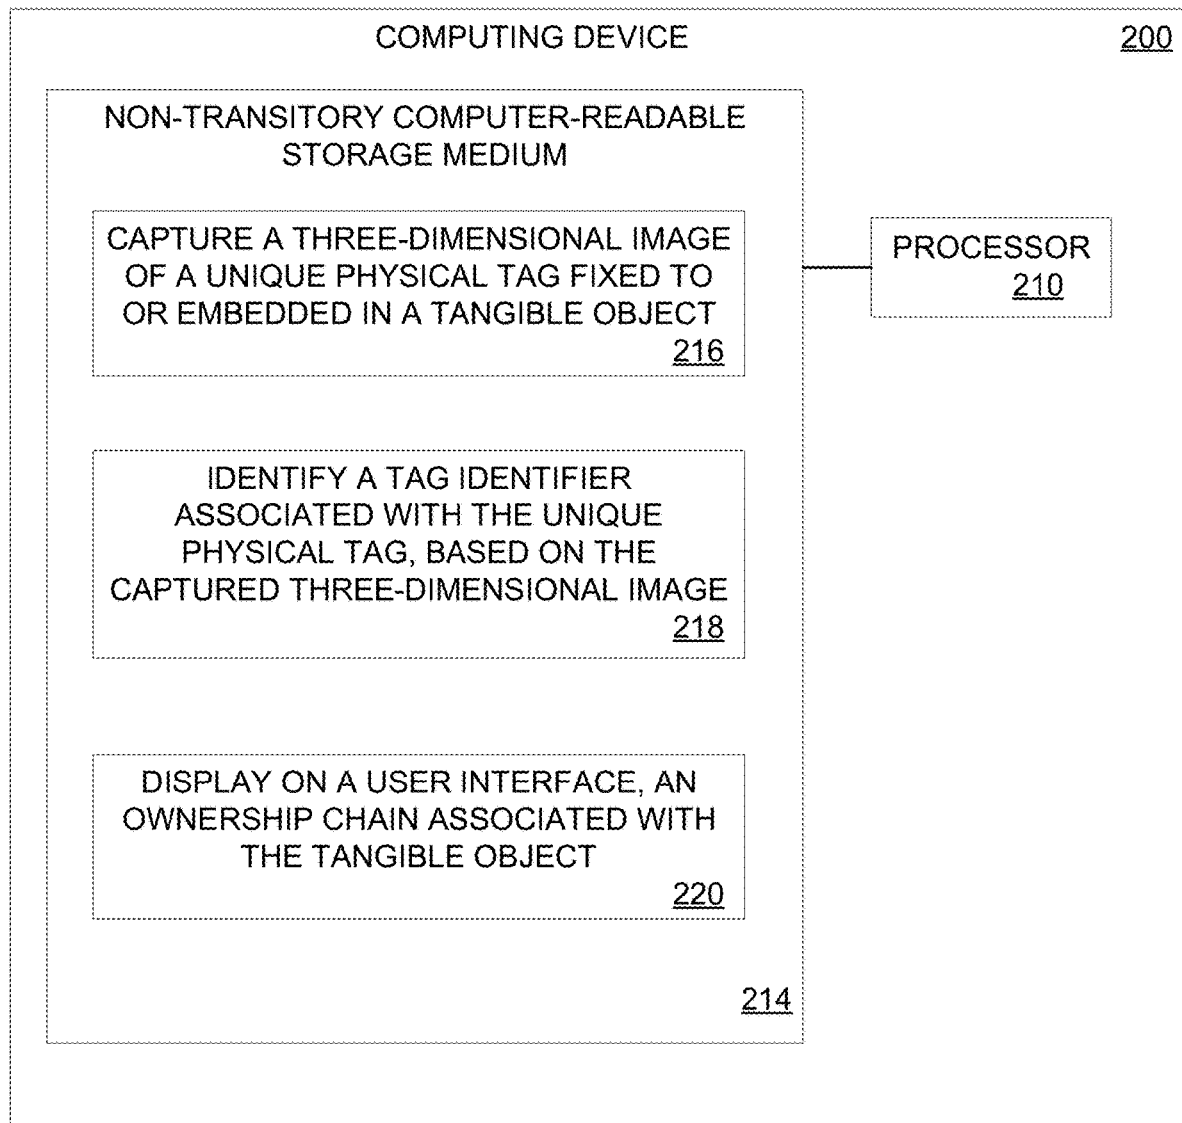 COMPUTING DEVICE 200
NON-TRANSITORY COMPUTER-READABLE
STORAGE MEDIUM
CAPTURE A THREE-DIMENSIONAL IMAGE
OF A UNIQUE PHYSICAL TAG FIXED TO
OR EMBEDDED IN A TANGIBLE OBJECT
216
PROCESSOR
210
IDENTIFY A TAG IDENTIFIER
ASSOCIATED WITH THE UNIQUE
PHYSICAL TAG, BASED ON THE
CAPTURED THREE-DIMENSIONAL IMAGE
218
DISPLAY ON A USER INTERFACE, AN
OWNERSHIP CHAIN ASSOCIATED WITH
THE TANGIBLE OBJECT
220
214